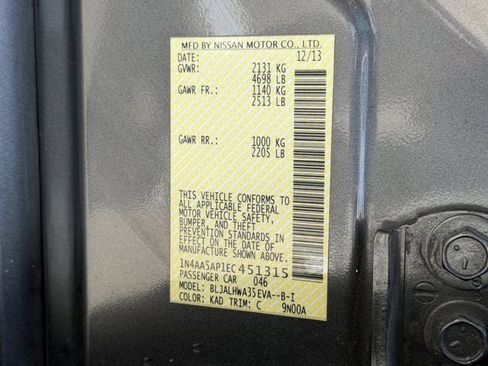 MFD BY NISSAN MOTOR CO., LTD.
DATE: 12/13
GVWR: 2131 KG
4698 LB
GAWR FR.: 1140 KG
2513 LB
GAWR RR.: 1000 KG
2205 LB
THIS VEHICLE CONFORMS TO
ALL APPLICABLE FEDERAL
MOTOR VEHICLE SAFETY,
BUMPER, AND THEFT
PREVENTION STANDARDS IN
EFFECT ON THE DATE OF
MANUFACTURE SHOWN ABOVE.
1N4AA5AP1EC451315
PASSENGER CAR 046
MODEL: BLJALHWA35EVA--B-I
COLOR: KAD TRIM: C 9N00A